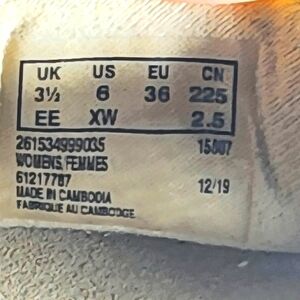 UK US EU CN
3½ 6 36 225
EE XW 2.5
261534999035 15087
WOMENS, FEMMES
61217787 12/19
MADE IN CAMBODIA
FABRIQUE AU CAMBODGE